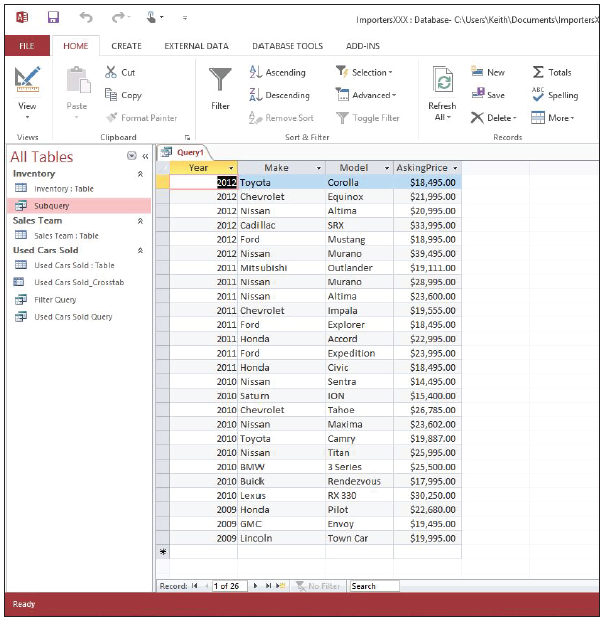 ImportersXXX : Database- C:\Users\Keith\Documents\ImportersX
FILE HOME CREATE EXTERNAL DATA DATABASE TOOLS ADD-INS
View
Views
Paste
Cut
Copy
Format Painter
Clipboard
Filter
Ascending
Descending
Remove Sort
Selection
Advanced
Toggle Filter
Sort & Filter
Refresh
All
New
Save
Delete
Totals
Spelling
More
Records
All Tables
Inventory
Inventory : Table
Subquery
Sales Team
Sales Team : Table
Used Cars Sold
Used Cars Sold : Table
Used Cars Sold_Crosstab
Filter Query
Used Cars Sold Query
Query1
Year Make Model AskingPrice
2012 Toyota Corolla $18,495.00
2012 Chevrolet Equinox $21,995.00
2012 Nissan Altima $20,995.00
2012 Cadillac SRX $33,995.00
2012 Ford Mustang $18,995.00
2012 Nissan Murano $39,495.00
2011 Mitsubishi Outlander $19,111.00
2011 Nissan Murano $28,995.00
2011 Nissan Altima $23,600.00
2011 Chevrolet Impala $19,555.00
2011 Ford Explorer $18,495.00
2011 Honda Accord $22,995.00
2011 Ford Expedition $23,995.00
2011 Honda Civic $18,495.00
2010 Nissan Sentra $14,495.00
2010 Saturn ION $15,400.00
2010 Chevrolet Tahoe $26,785.00
2010 Nissan Maxima $23,602.00
2010 Toyota Camry $19,887.00
2010 Nissan Titan $25,995.00
2010 BMW 3 Series $25,500.00
2010 Buick Rendezvous $17,995.00
2010 Lexus RX 330 $30,250.00
2009 Honda Pilot $22,680.00
2009 GMC Envoy $19,495.00
2009 Lincoln Town Car $19,995.00
Record: 1 of 26 No Filter Search
Ready